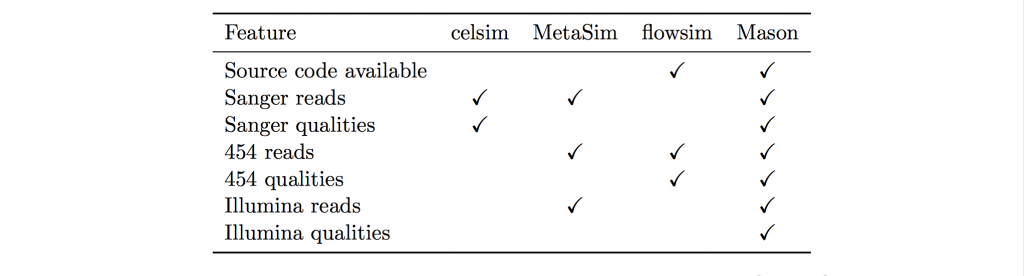 Feature celsim MetaSim flowsim Mason
Source code available ✓ ✓
Sanger reads ✓ ✓ ✓
Sanger qualities ✓ ✓
454 reads ✓ ✓ ✓
454 qualities ✓ ✓
Illumina reads ✓ ✓
Illumina qualities ✓